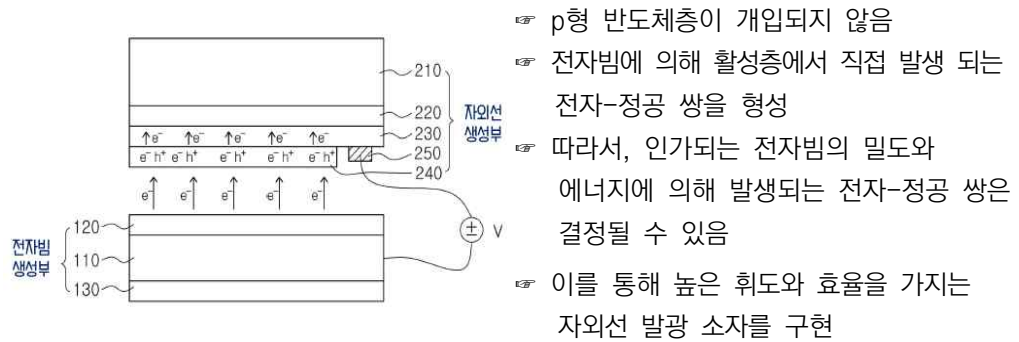 ☞ p형 반도체층이 개입되지 않음
☞ 전자빔에 의해 활성층에서 직접 발생 되는
전자-정공 쌍을 형성
☞ 따라서, 인가되는 전자빔의 밀도와
에너지에 의해 발생되는 전자-정공 쌍은
결정될 수 있음
☞ 이를 통해 높은 휘도와 효율을 가지는
자외선 발광 소자를 구현
210
220
230
250
240
자외선
생성부
e⁻ e⁻ e⁻ e⁻ e⁻
e⁻ h⁺ e⁻ h⁺ e⁻ h⁺ e⁻ h⁺ e⁻ h⁺
e⁻ e⁻ e⁻ e⁻ e⁻
± V
전자빔
생성부
120
110
130